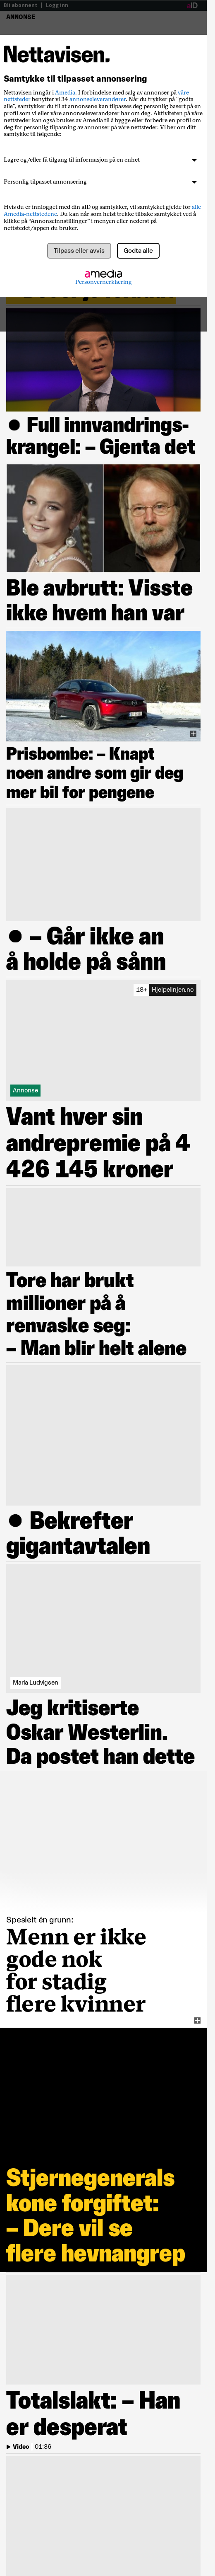 Bli abonnent | Logg inn
aID
ANNONSE
Nettavisen.
Samtykke til tilpasset annonsering
Nettavisen inngår i Amedia. I forbindelse med salg av annonser på våre
nettsteder benytter vi 34 annonseleverandører. Når du trykker på "godta
alle", samtykker du til at annonser kan tilpasses deg personlig basert på en
profil som et vi eller våre annonseleverandører har om deg. Basert på denne
profilen kan også brukes av Amedia til å bygge eller å supplere en profil om
deg for personlig tilpasning av annonser på våre nettsteder. Vi ber om ditt
samtykke til følgende:
Lagre og/eller få tilgang til informasjon på en enhet
Personlig tilpasset annonsering
Hvis du er innlogget med din aID og samtykker, vil samtykket gjelde for alle
Amedia-nettstedene. Du kan når som helst trekke tilbake samtykket ved å
klikke på "Annonseinnstillinger" i menyen eller nederst på
nettstedet/appen du bruker.
Tilpass eller avvis
Godta alle
amedia
Personvernerklæring
● Full innvandrings-
krangel: – Gjenta det
Ble avbrutt: Visste
ikke hvem han var
Prisbombe: – Knapt
noen andre som gir deg
mer bil for pengene
● – Går ikke an
å holde på sånn
18+ Hjelpelinjen.no
Annonse
Vant hver sin
andrepremie på 4
426 145 kroner
Tore har brukt
millioner på å
renvaske seg:
– Man blir helt alene
● Bekrefter
gigantavtalen
Maria Ludvigsen
Jeg kritiserte
Oskar Westerlin.
Da postet han dette
Spesielt én grunn:
Menn er ikke
gode nok
for stadig
flere kvinner
Stjernegenerals
kone forgiftet:
– Dere vil se
flere hevnangrep
Totalslakt: – Han
er desperat
Video | 01:36